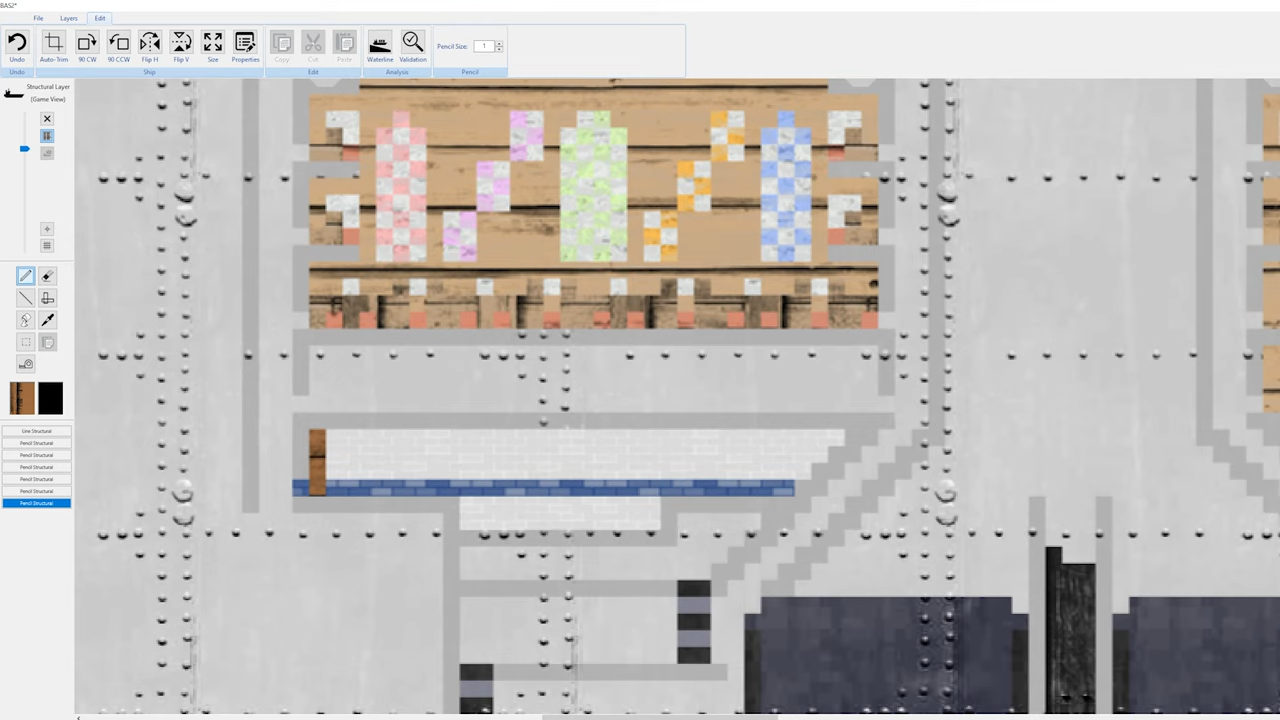 BAS2*
File Layers Edit
Pencil Size: 1
Undo Auto-Trim 90 CW 90 CCW Flip H Flip V Size Properties Copy Cut Paste Waterline Validation
Undo Ship Edit Analysis Pencil
Structural Layer
(Game View)
Line Structural
Pencil Structural
Pencil Structural
Pencil Structural
Pencil Structural
Pencil Structural
Pencil Structural